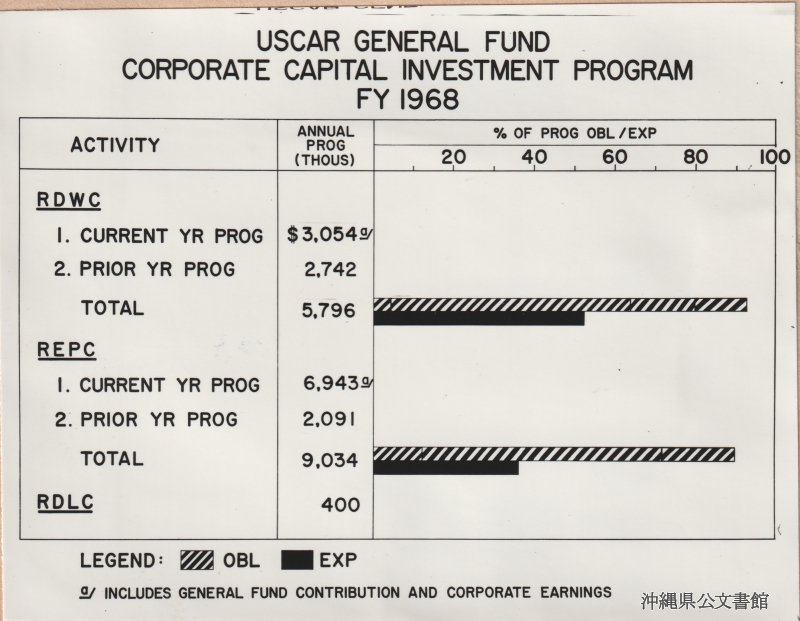 USCAR GENERAL FUND
CORPORATE CAPITAL INVESTMENT PROGRAM
FY 1968
ACTIVITY
ANNUAL
PROG
(THOUS)
% OF PROG OBL/EXP
20 40 60 80 100
RDWC
1. CURRENT YR PROG $3,054 a/
2. PRIOR YR PROG 2,742
TOTAL 5,796
REPC
1. CURRENT YR PROG 6,943 a/
2. PRIOR YR PROG 2,091
TOTAL 9,034
RDLC 400
LEGEND: OBL EXP
a/ INCLUDES GENERAL FUND CONTRIBUTION AND CORPORATE EARNINGS
沖縄県公文書館